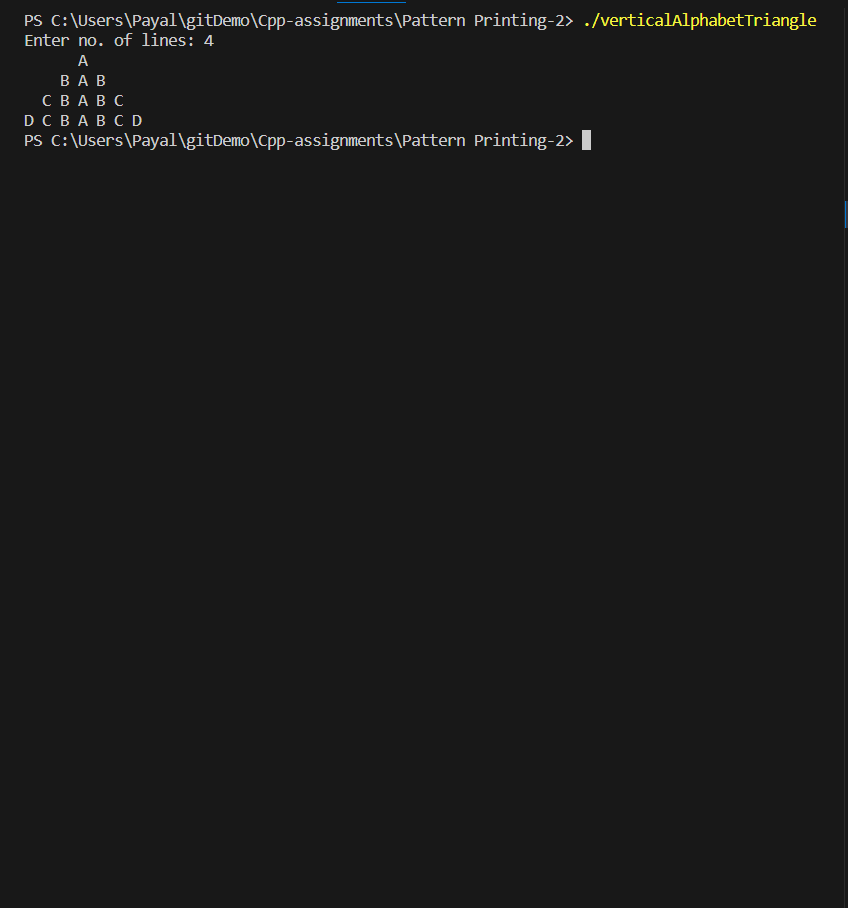 PS C:\Users\Payal\gitDemo\Cpp-assignments\Pattern Printing-2> ./verticalAlphabetTriangle
Enter no. of lines: 4
      A
    B A B
  C B A B C
D C B A B C D
PS C:\Users\Payal\gitDemo\Cpp-assignments\Pattern Printing-2>